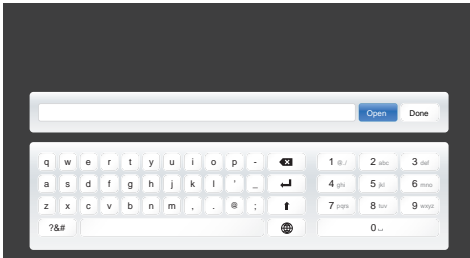 Open Done
q w e r t y u i o p - 1 @./ 2 abc 3 def
a s d f g h j k l ' _ 4 ghi 5 jkl 6 mno
z x c v b n m , . @ ; 7 pqrs 8 tuv 9 wxyz
?&# 0